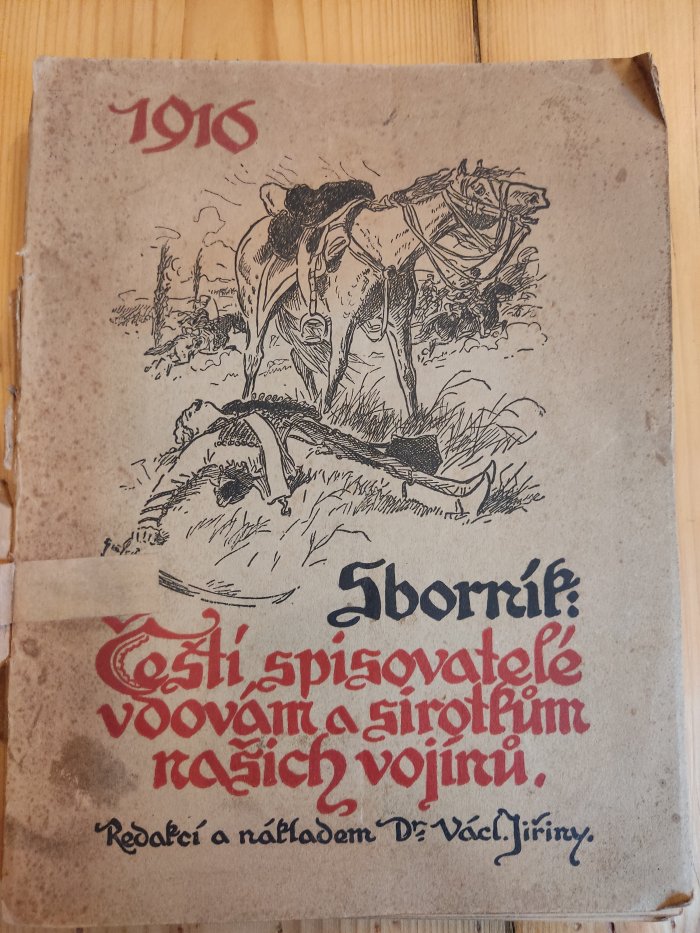 1916
Sborník:
Čeští spisovatelé
vdovám a sirotkům
našich vojínů.
Redakcí a nákladem Dr. Václ. Jiřiny.